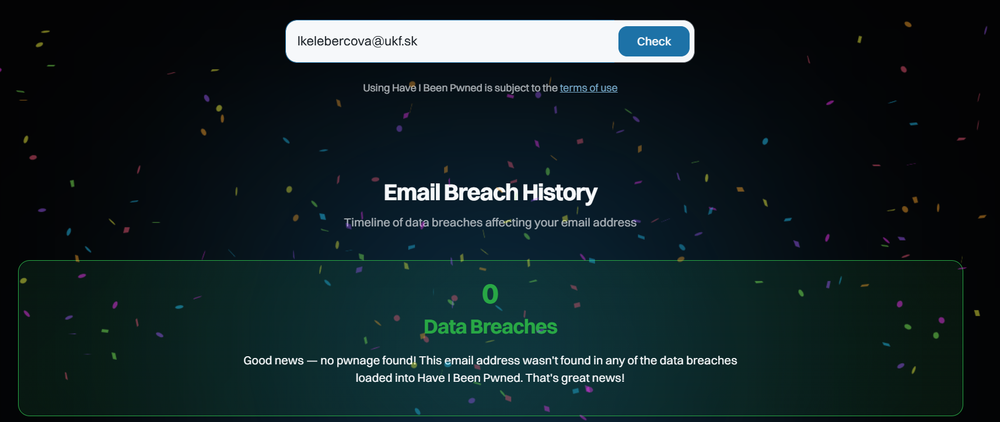 lkelebercova@ukf.sk
Check
Using Have I Been Pwned is subject to the terms of use
Email Breach History
Timeline of data breaches affecting your email address
0
Data Breaches
Good news — no pwnage found! This email address wasn't found in any of the data breaches
loaded into Have I Been Pwned. That's great news!